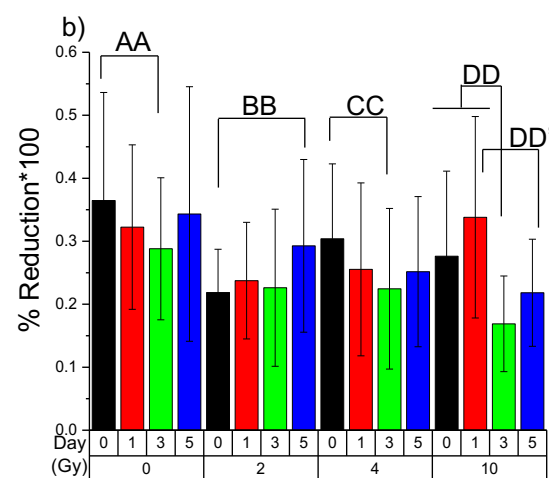 b)
AA
BB
CC
DD
DD'
% Reduction*100
0.6
0.5
0.4
0.3
0.2
0.1
0.0
Day 0 1 3 5 0 1 3 5 0 1 3 5 0 1 3 5
(Gy) 0 2 4 10